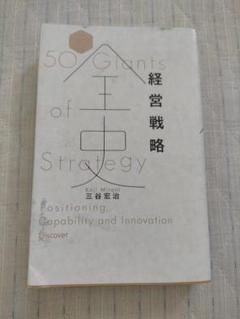 50 Giants
of
Strategy
経営戦略
全史
Koji Mitani
三谷宏治
Positioning,
Capability and Innovation
Discover